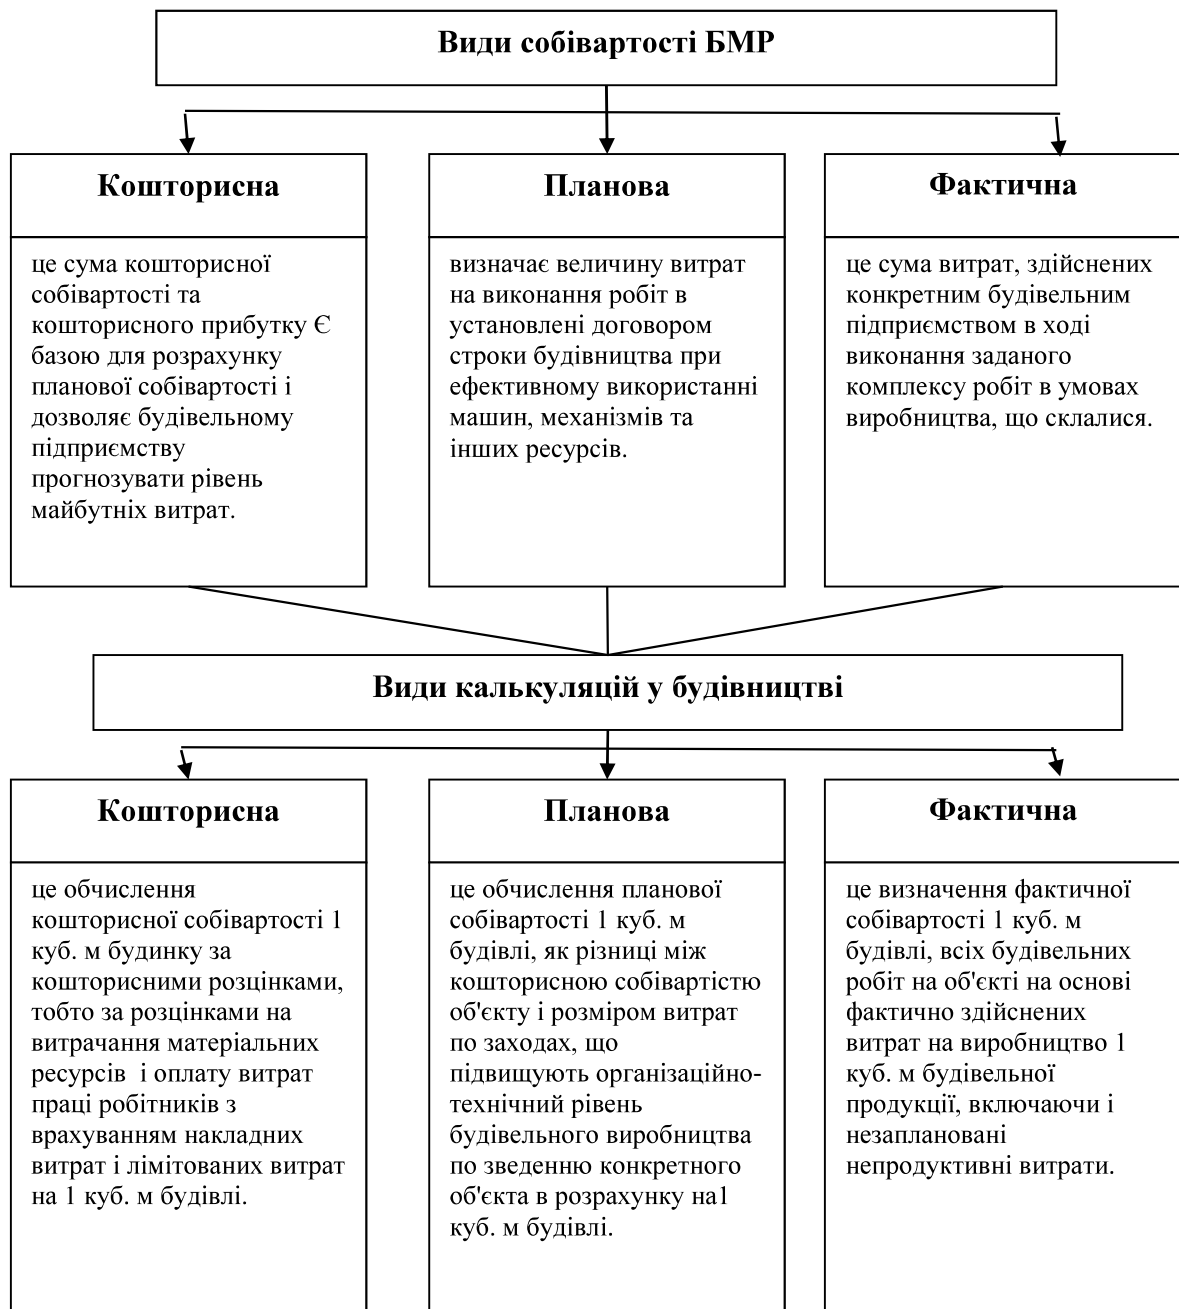 Види собівартості БМР
Кошторисна
це сума кошторисної
собівартості та
кошторисного прибутку Є
базою для розрахунку
планової собівартості і
дозволяє будівельному
підприємству
прогнозувати рівень
майбутніх витрат.
Планова
визначає величину витрат
на виконання робіт в
установлені договором
строки будівництва при
ефективному використанні
машин, механізмів та
інших ресурсів.
Фактична
це сума витрат, здійснених
конкретним будівельним
підприємством в ході
виконання заданого
комплексу робіт в умовах
виробництва, що склалися.
Види калькуляцій у будівництві
Кошторисна
це обчислення
кошторисної собівартості 1
куб. м будинку за
кошторисними розцінками,
тобто за розцінками на
витрачання матеріальних
ресурсів  і оплату витрат
праці робітників з
врахуванням накладних
витрат і лімітованих витрат
на 1 куб. м будівлі.
Планова
це обчислення планової
собівартості 1 куб. м
будівлі, як різниці між
кошторисною собівартістю
об'єкту і розміром витрат
по заходах, що
підвищують організаційно-
технічний рівень
будівельного виробництва
по зведенню конкретного
об'єкта в розрахунку на1
куб. м будівлі.
Фактична
це визначення фактичної
собівартості 1 куб. м
будівлі, всіх будівельних
робіт на об'єкті на основі
фактично здійснених
витрат на виробництво 1
куб. м будівельної
продукції, включаючи і
незаплановані
непродуктивні витрати.